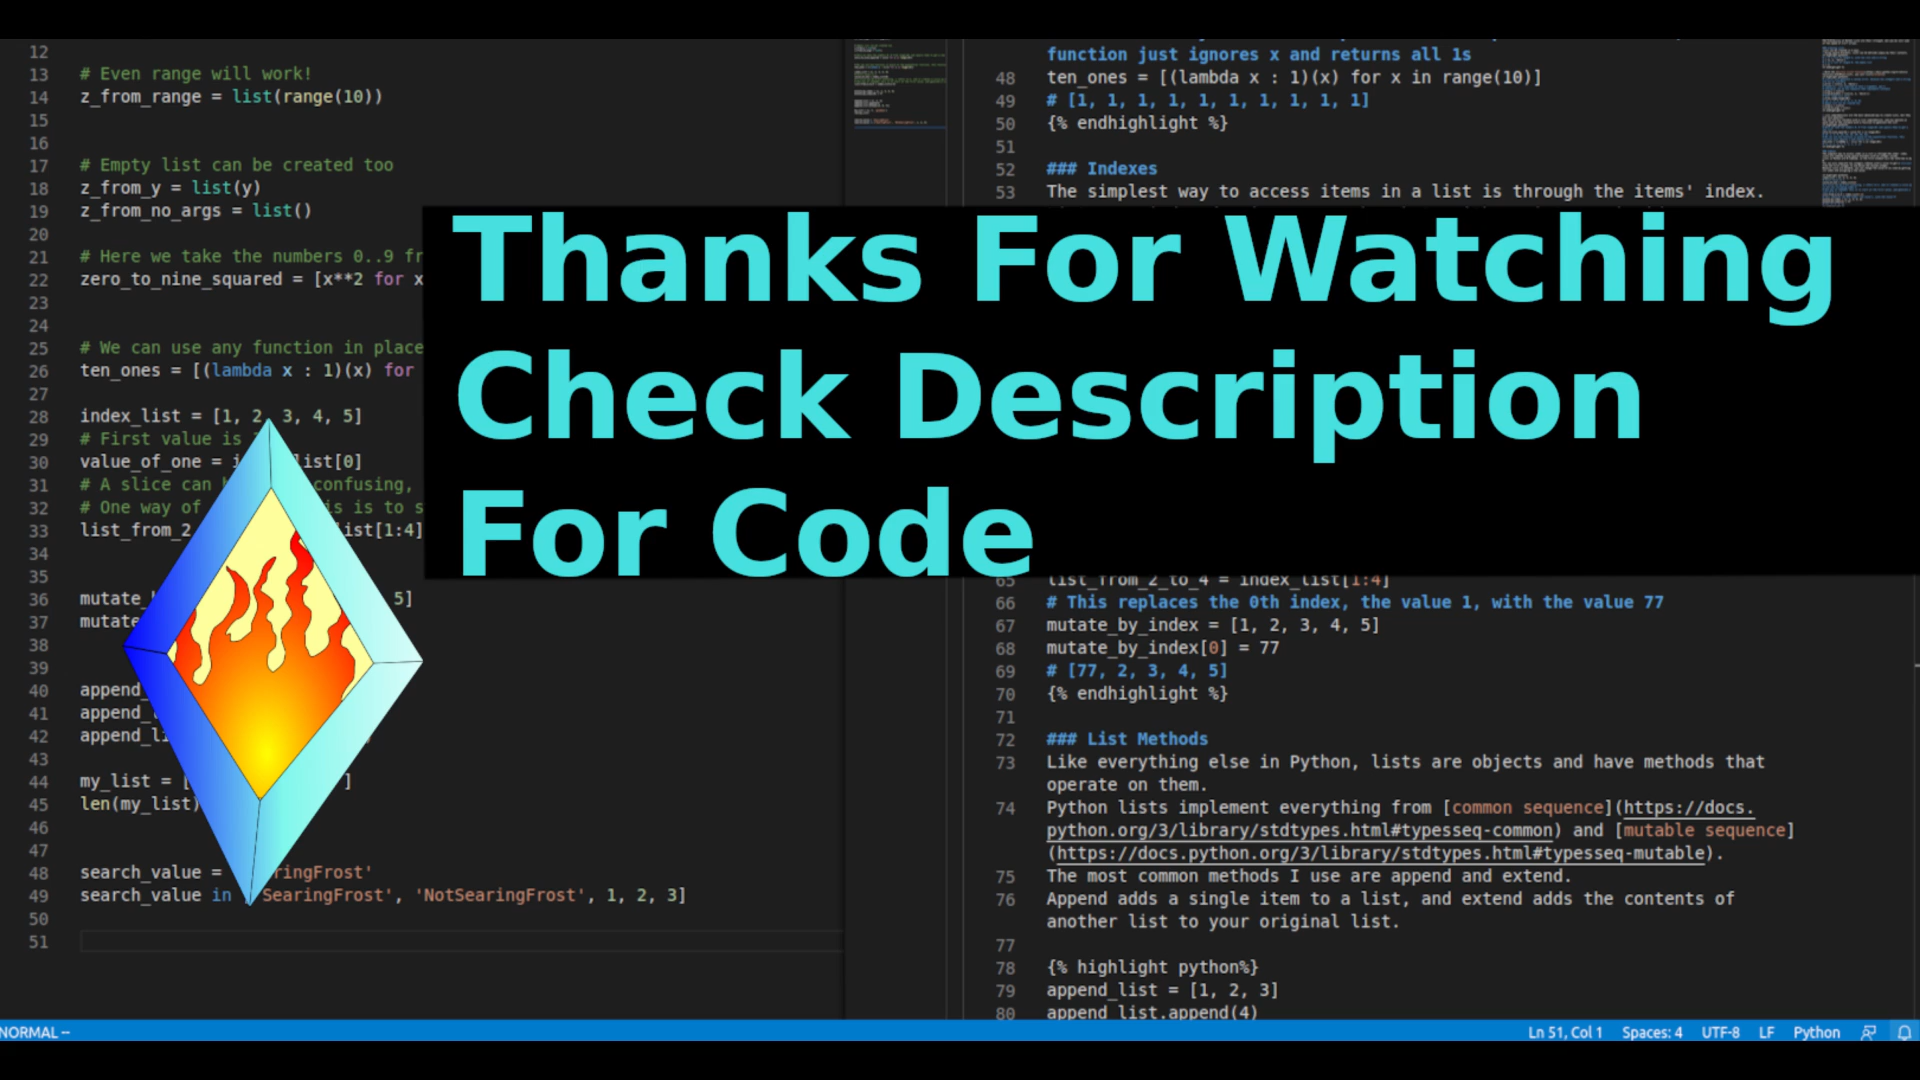 12
13 # Even range will work!
14 z_from_range = list(range(10))
15
16
17 # Empty list can be created too
18 z_from_y = list(y)
19 z_from_no_args = list()
20
21 # Here we take the numbers 0..9
22 zero_to_nine_squared = [x**2 for x
23
24
25 # We can use any function in place
26 ten_ones = [(lambda x : 1)(x) for
27
28 index_list = [1, 2, 3, 4, 5]
29 # First value is
30 value_of_one = list[0]
31 # A slice can confusing,
32 # One way of is to
33 list_from_2 list[1:4]
34
35
36 mutate_ 5]
37 mutate
38
39
40 append_
41 append_
42 append_li
43
44 my_list = [ ]
45 len(my_list)
46
47
48 search_value = ringFrost'
49 search_value in SearingFrost', 'NotSearingFrost', 1, 2, 3]
50
51
Thanks For Watching
Check Description
For Code
function just ignores x and returns all 1s
48 ten_ones = [(lambda x : 1)(x) for x in range(10)]
49 # [1, 1, 1, 1, 1, 1, 1, 1, 1, 1]
50 {% endhighlight %}
51
52 ### Indexes
53 The simplest way to access items in a list is through the items' index.
65 list_from_2_to_4 = index_list[1:4]
66 # This replaces the 0th index, the value 1, with the value 77
67 mutate_by_index = [1, 2, 3, 4, 5]
68 mutate_by_index[0] = 77
69 # [77, 2, 3, 4, 5]
70 {% endhighlight %}
71
72 ### List Methods
73 Like everything else in Python, lists are objects and have methods that
operate on them.
74 Python lists implement everything from [common sequence](https://docs.
python.org/3/library/stdtypes.html#typesseq-common) and [mutable sequence]
(https://docs.python.org/3/library/stdtypes.html#typesseq-mutable).
75 The most common methods I use are append and extend.
76 Append adds a single item to a list, and extend adds the contents of
another list to your original list.
77
78 {% highlight python%}
79 append_list = [1, 2, 3]
80 append_list.append(4)
NORMAL --
Ln 51, Col 1 Spaces: 4 UTF-8 LF Python